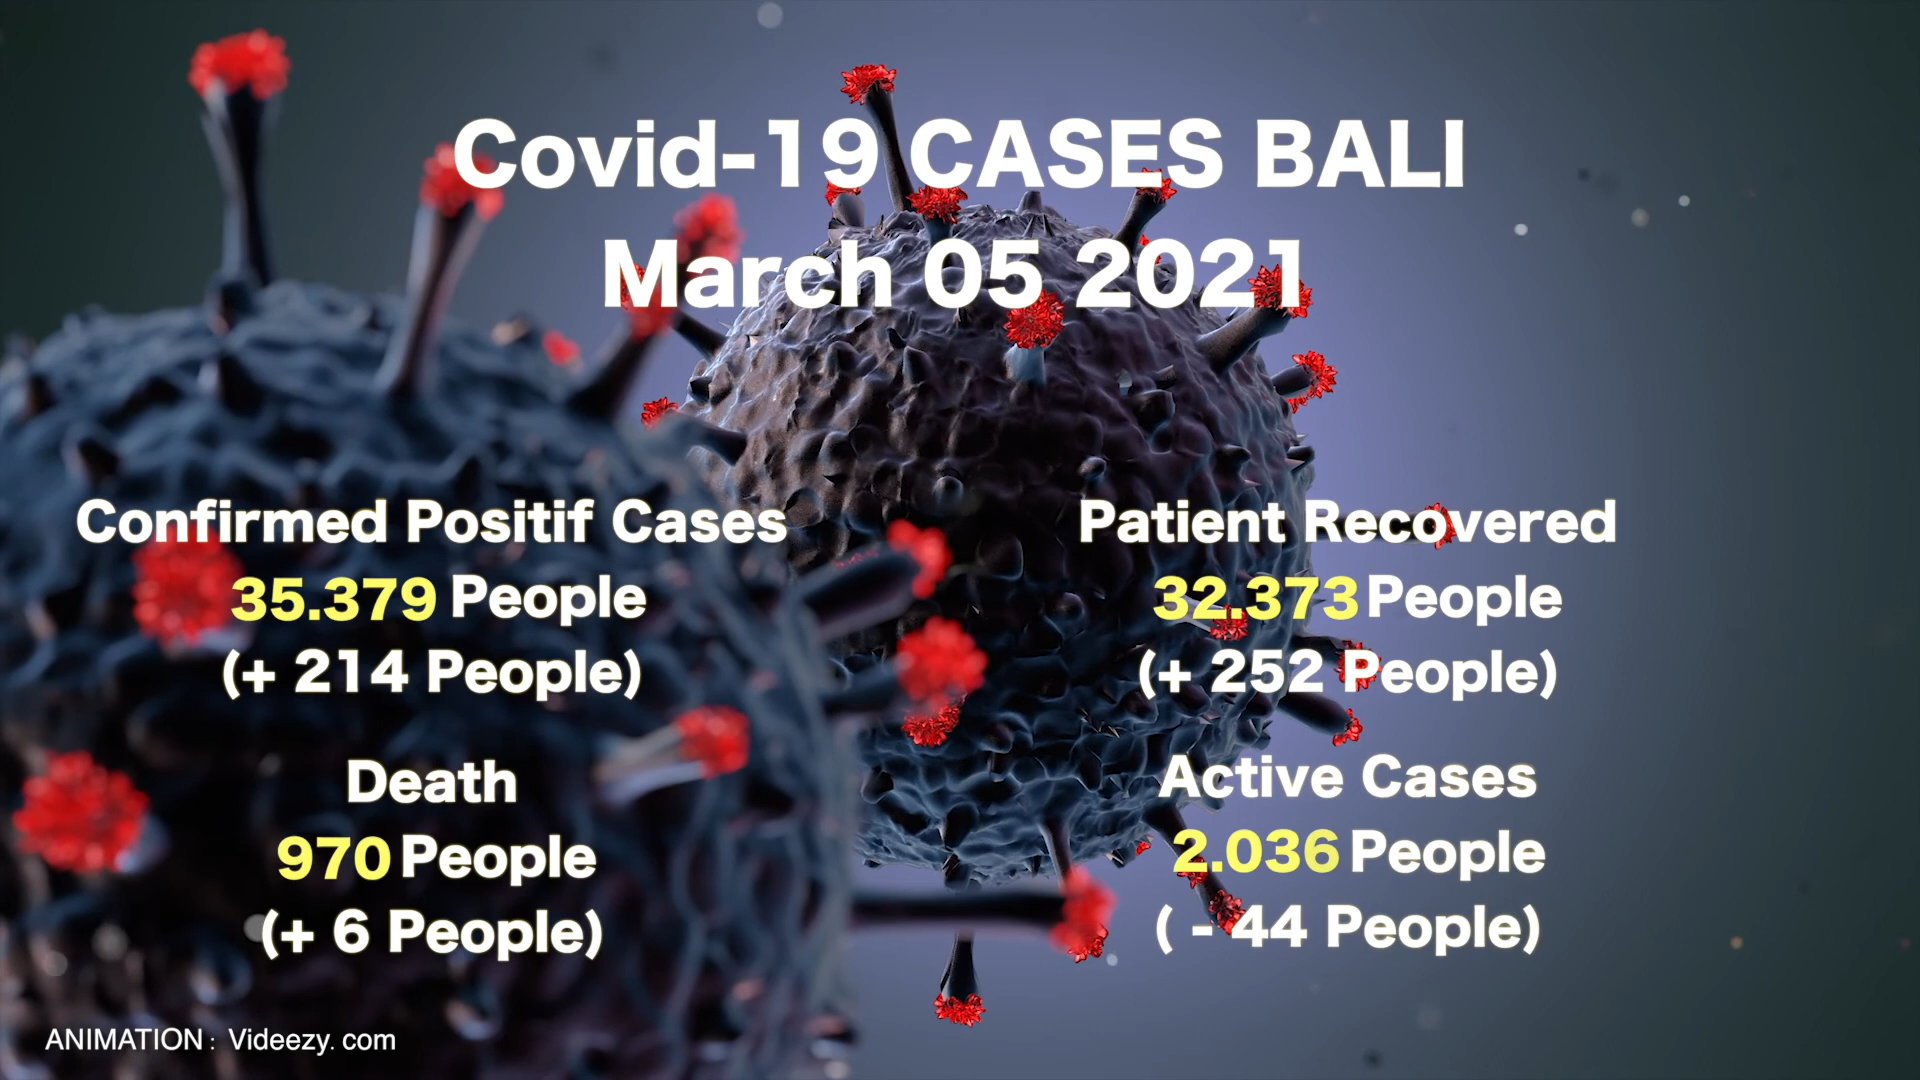 Covid-19 CASES BALI
March 05 2021
Confirmed Positif Cases
35.379 People
(+ 214 People)
Patient Recovered
32.373 People
(+ 252 People)
Death
970 People
(+ 6 People)
Active Cases
2.036 People
( - 44 People)
ANIMATION : Videezy. com